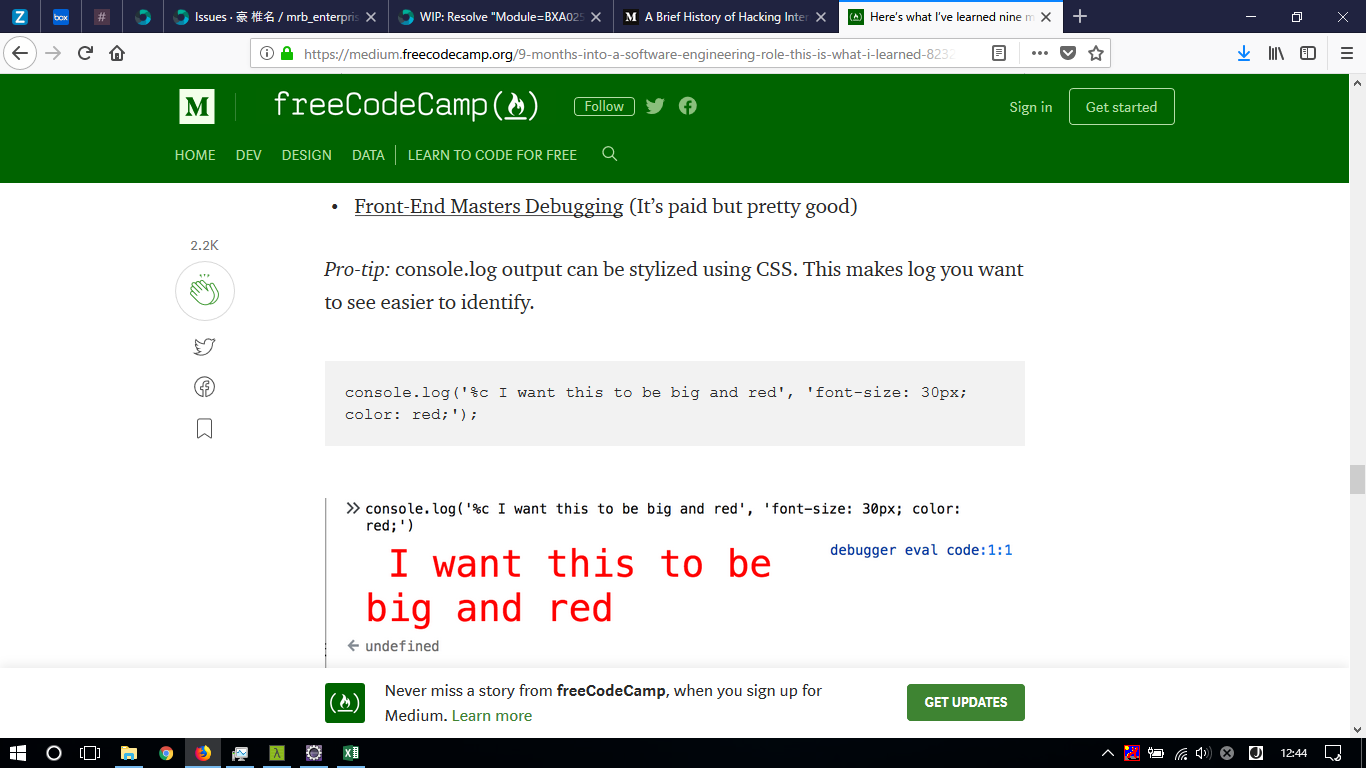 Issues · 豪 椎名 / mrb_enterpris
WIP: Resolve "Module=BXA025
A Brief History of Hacking Inter
Here's what I've learned nine m
https://medium.freecodecamp.org/9-months-into-a-software-engineering-role-this-is-what-i-learned-8232
M freeCodeCamp
Follow
Sign in
Get started
HOME DEV DESIGN DATA LEARN TO CODE FOR FREE
• Front-End Masters Debugging (It’s paid but pretty good)
2.2K
Pro-tip: console.log output can be stylized using CSS. This makes log you want
to see easier to identify.
console.log('%c I want this to be big and red', 'font-size: 30px;
color: red;');
>> console.log('%c I want this to be big and red', 'font-size: 30px; color:
red;')
debugger eval code:1:1
I want this to be
big and red
← undefined
Never miss a story from freeCodeCamp, when you sign up for
Medium. Learn more
GET UPDATES
12:44